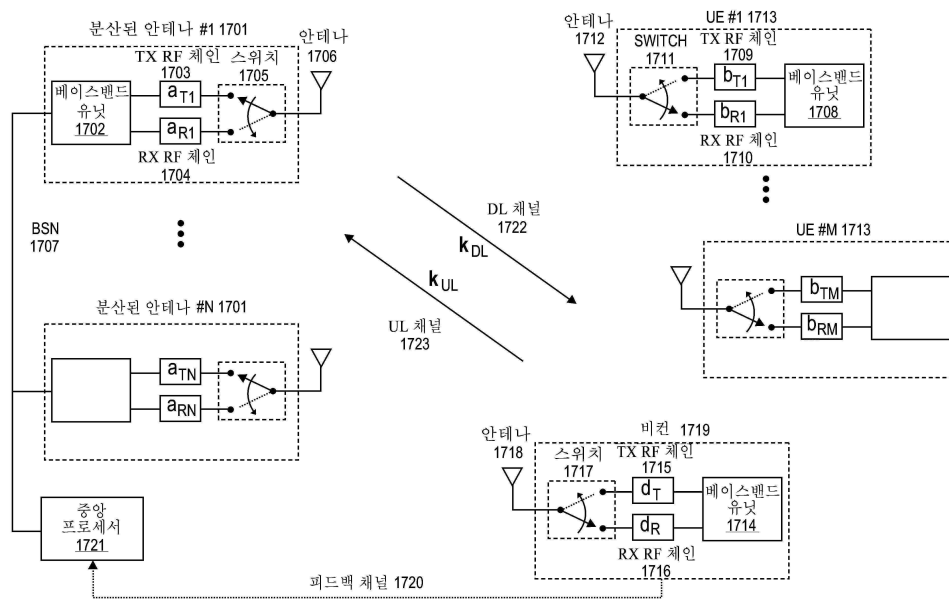 분산된 안테나 #1 1701
TX RF 체인
1703
스위치
1705
안테나
1706
베이스밴드
유닛
1702
aT1
aR1
RX RF 체인
1704
BSN
1707
분산된 안테나 #N 1701
aTN
aRN
중앙
프로세서
1721
피드백 채널 1720
DL 채널
1722
kDL
kUL
UL 채널
1723
안테나
1712
UE #1 1713
SWITCH
1711
TX RF 체인
1709
bT1
bR1
베이스밴드
유닛
1708
RX RF 체인
1710
UE #M 1713
bTM
bRM
안테나
1718
비컨 1719
스위치
1717
TX RF 체인
1715
dT
dR
베이스밴드
유닛
1714
RX RF 체인
1716